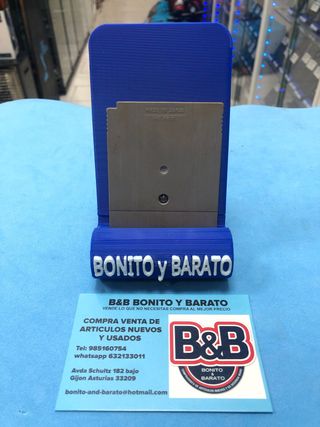 BONITO y BARATO
B&B BONITO Y BARATO
VENDE LO QUE NO NECESITAS COMPRA AL MEJOR PRECIO
COMPRA VENTA DE
ARTICULOS NUEVOS
Y USADOS
Tel: 985160754
whatsapp 632133011
Avda Schultz 182 bajo
Gijon Asturias 33209
bonito-and-barato@hotmail.com
B&B
BONITO
& BARATO